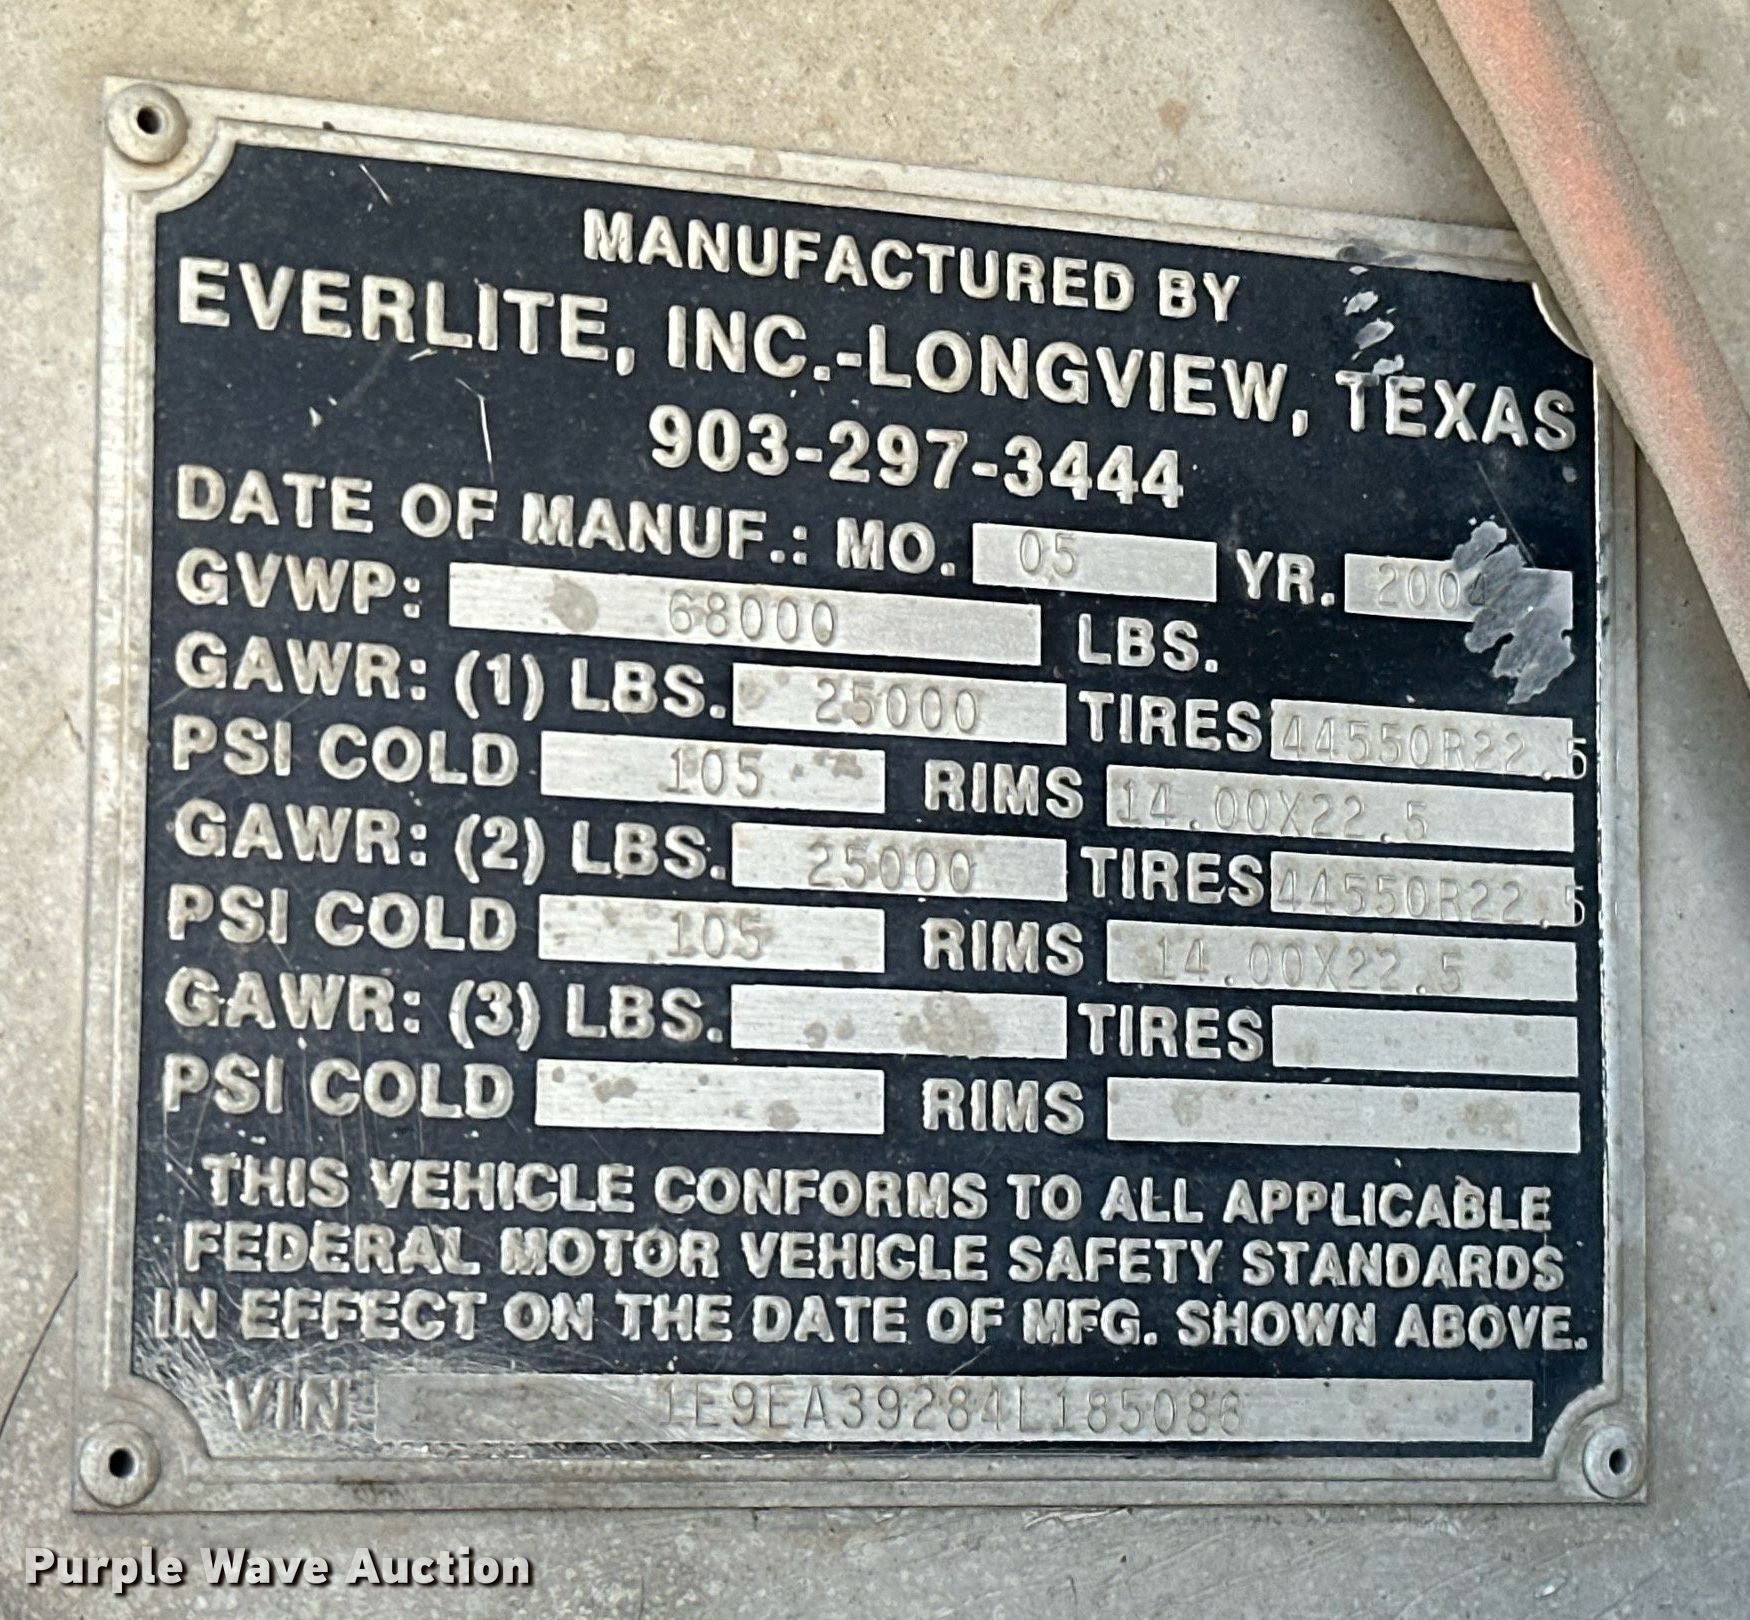 MANUFACTURED BY
EVERLITE, INC.-LONGVIEW, TEXAS
903-297-3444
DATE OF MANUF.: MO. 05 YR. 2004
GVWP: 68000 LBS.
GAWR: (1) LBS. 25000 TIRES 44550R22.5
PSI COLD 105 RIMS 14.00X22.5
GAWR: (2) LBS. 25000 TIRES 44550R22.5
PSI COLD 105 RIMS 14.00X22.5
GAWR: (3) LBS. TIRES
PSI COLD RIMS
THIS VEHICLE CONFORMS TO ALL APPLICABLE
FEDERAL MOTOR VEHICLE SAFETY STANDARDS
IN EFFECT ON THE DATE OF MFG. SHOWN ABOVE.
VIN 1E9EA39284L185086
Purple Wave Auction